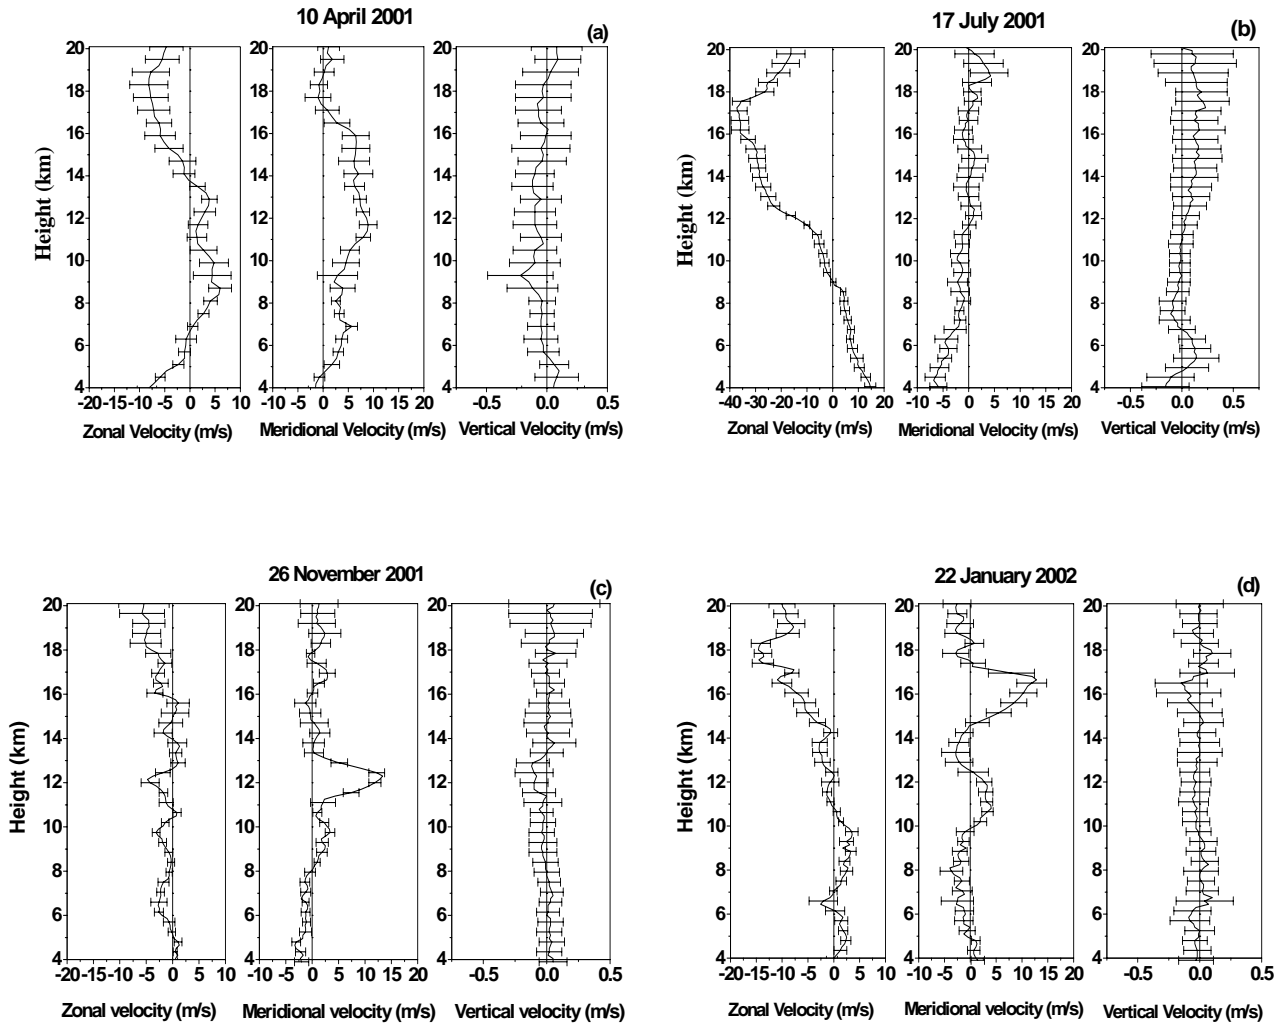 10 April 2001
(a)
20 18 16 14 12 10 8 6 4
20 18 16 14 12 10 8 6 4
20 18 16 14 12 10 8 6 4
Height (km)
-20 -15 -10 -5 0 5 10
-10 -5 0 5 10 15 20
-0.5 0.0 0.5
Zonal Velocity (m/s)
Meridional Velocity (m/s)
Vertical Velocity (m/s)
17 July 2001
(b)
20 18 16 14 12 10 8 6 4
20 18 16 14 12 10 8 6 4
20 18 16 14 12 10 8 6 4
Height (km)
-40 -30 -20 -10 0 10 20
-10 -5 0 5 10 15 20
-0.5 0.0 0.5
Zonal Velocity (m/s)
Meridional Velocity (m/s)
Vertical Velocity (m/s)
26 November 2001
(c)
20 18 16 14 12 10 8 6 4
20 18 16 14 12 10 8 6 4
20 18 16 14 12 10 8 6 4
Height (km)
-20 -15 -10 -5 0 5 10
-10 -5 0 5 10 15 20
-0.5 0.0 0.5
Zonal velocity (m/s)
Meridional velocity (m/s)
Vertical velocity (m/s)
22 January 2002
(d)
20 18 16 14 12 10 8 6 4
20 18 16 14 12 10 8 6 4
20 18 16 14 12 10 8 6 4
Height (km)
-20 -15 -10 -5 0 5 10
-10 -5 0 5 10 15 20
-0.5 0.0 0.5
Zonal Velocity (m/s)
Meridional Velocity (m/s)
Vertical Velocity (m/s)